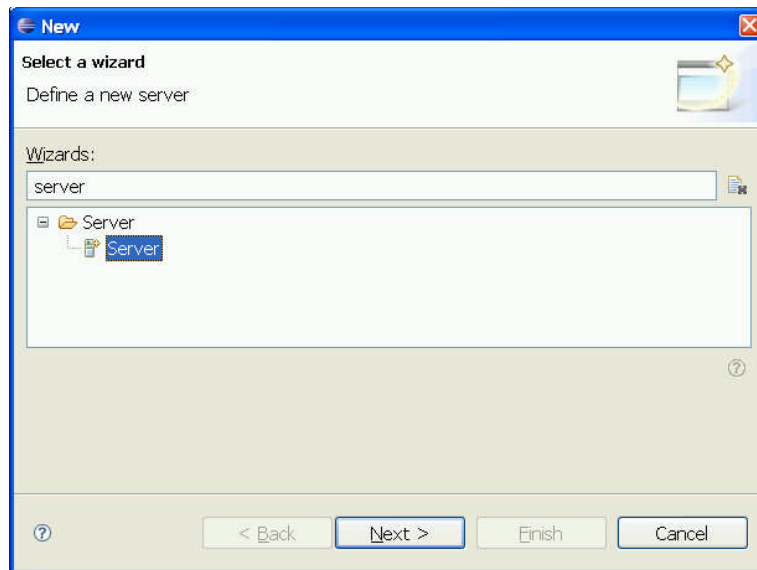 New
Select a wizard
Define a new server
Wizards:
server
Server
Server
< Back Next > Finish Cancel